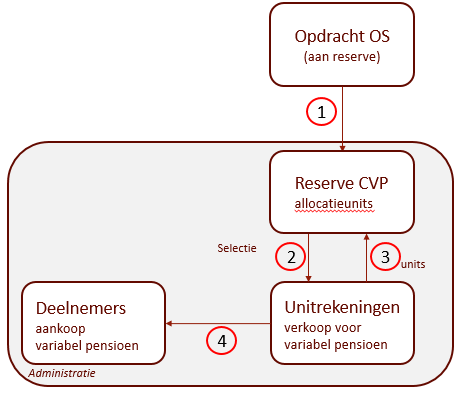 Opdracht OS
(aan reserve)
1
Reserve CVP
allocatieunits
Selectie
2
3
units
Deelnemers
aankoop
variabel pensioen
4
Unitrekeningen
verkoop voor
variabel pensioen
Administratie